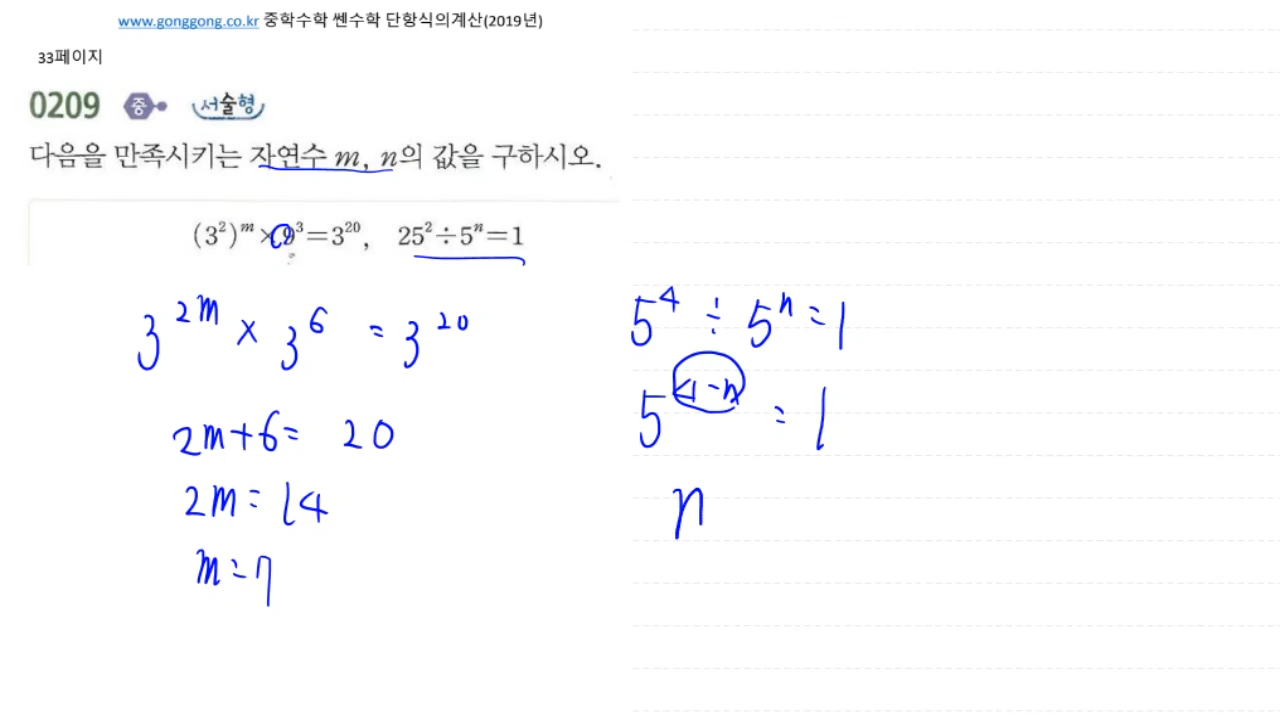 www.gonggong.co.kr 중학수학 쎈수학 단항식의계산(2019년)
33페이지
0209 중 서술형
다음을 만족시키는 자연수 m, n의 값을 구하시오.
(3²)ᵐ×9³=3²⁰, 25²÷5ⁿ=1
3²ᵐ × 3⁶ = 3²⁰
2m+6= 20
2m= 14
m=7
5⁴ ÷ 5ⁿ =1
5⁴⁻ⁿ = 1
n